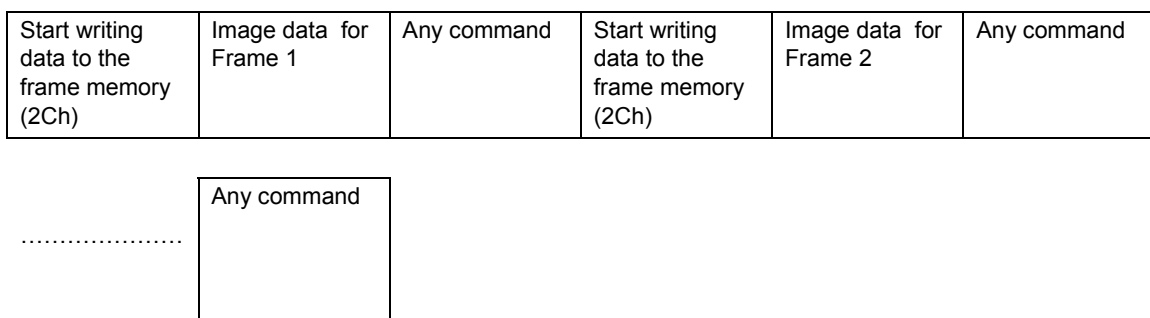 Start writing
data to the
frame memory
(2Ch)
Image data for
Frame 1
Any command
Start writing
data to the
frame memory
(2Ch)
Image data for
Frame 2
Any command
…………………
Any command